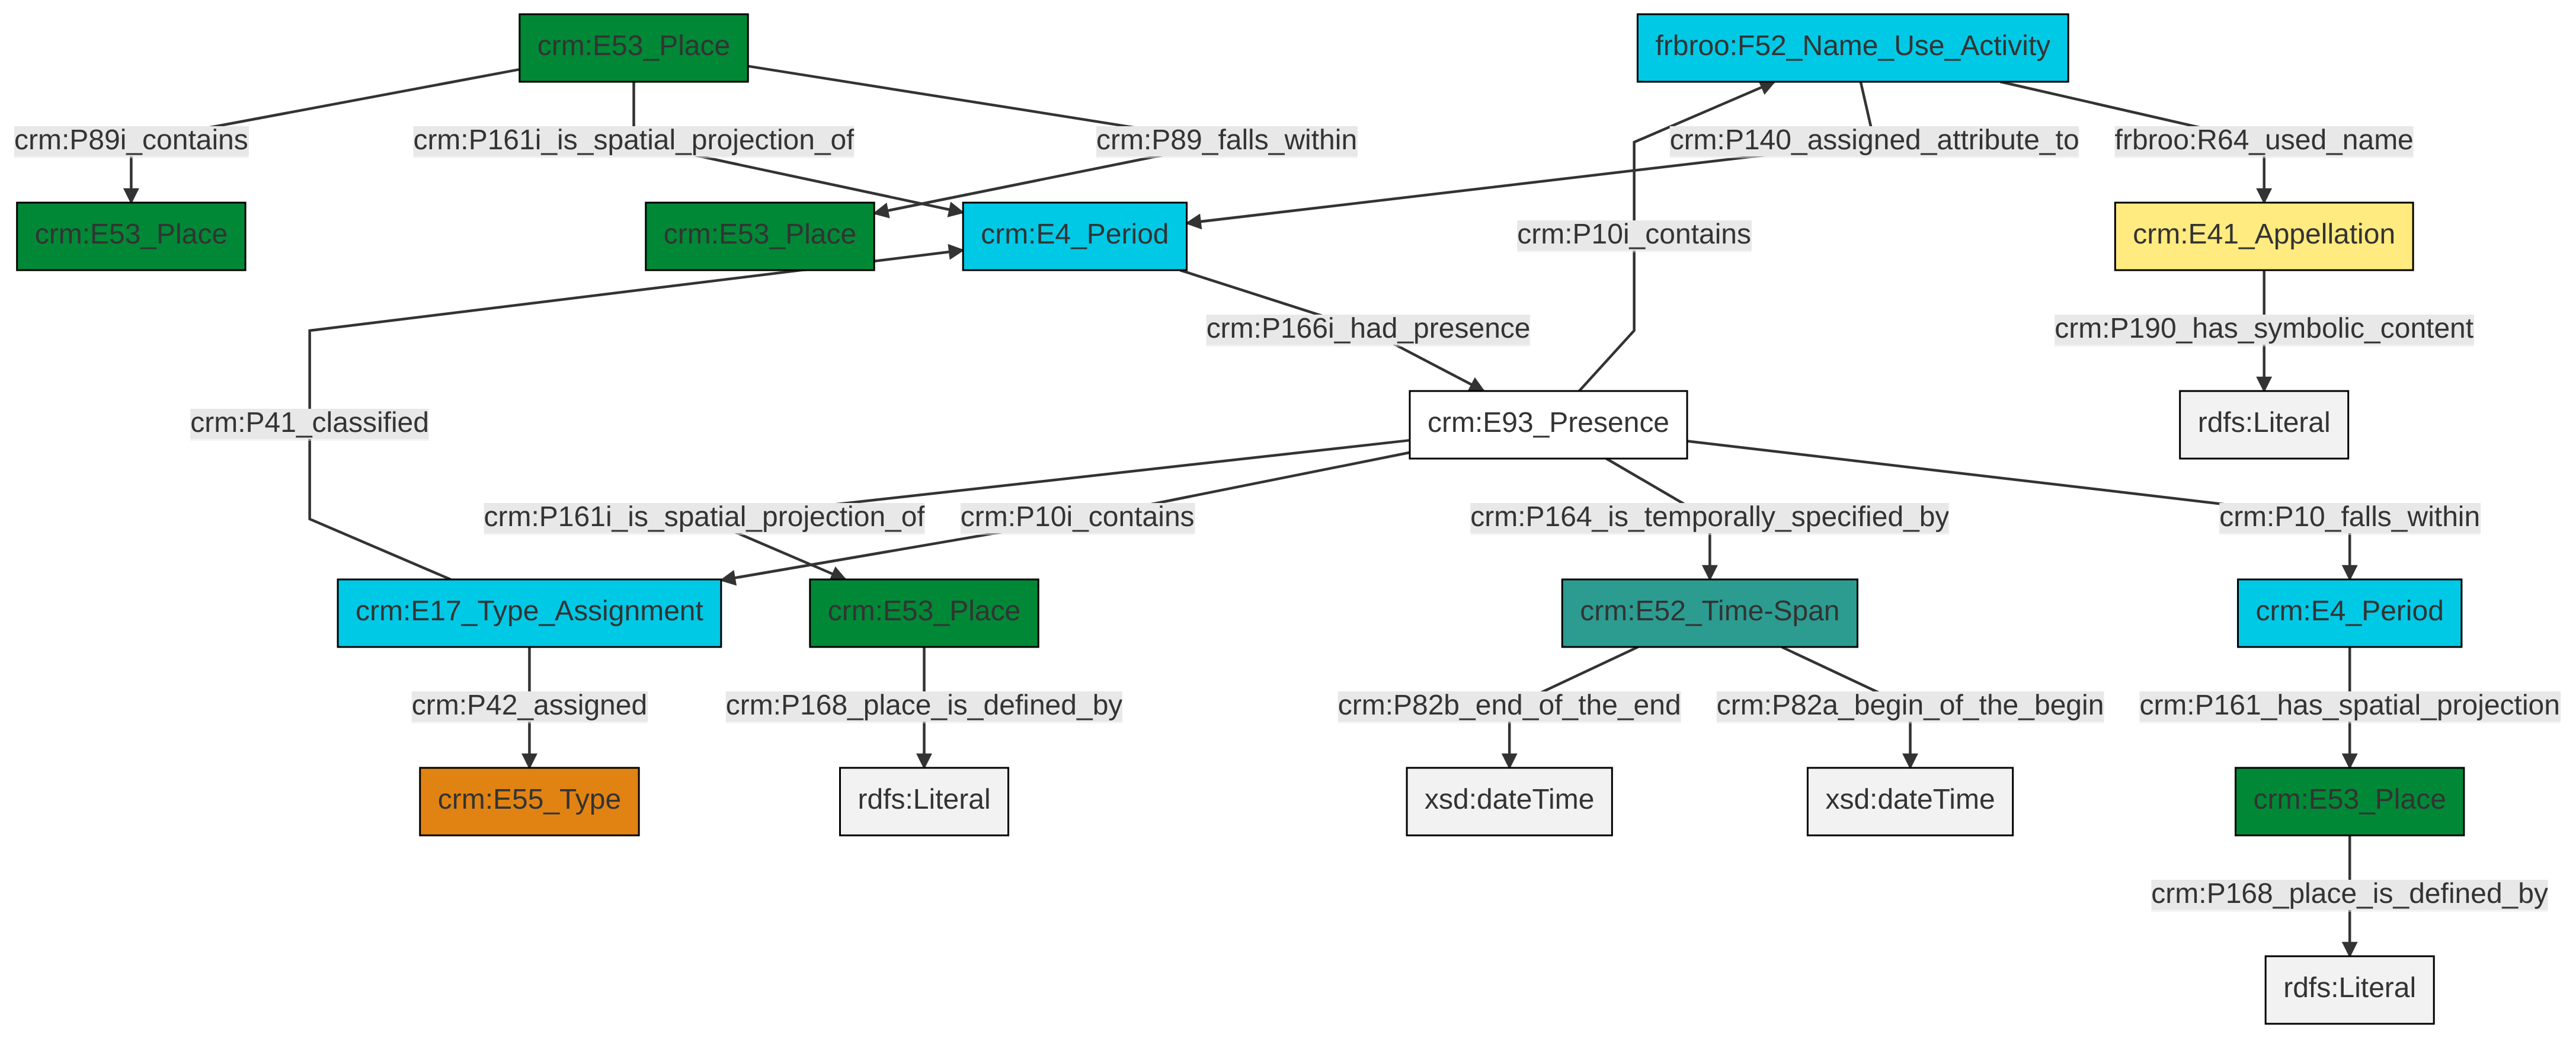 crm:E53_Place
frbroo:F52_Name_Use_Activity
crm:P89i_contains
crm:P161i_is_spatial_projection_of
crm:P89_falls_within
crm:P140_assigned_attribute_to
frbroo:R64_used_name
crm:E53_Place
crm:E53_Place
crm:E4_Period
crm:P10i_contains
crm:E41_Appellation
crm:P166i_had_presence
crm:P190_has_symbolic_content
crm:P41_classified
crm:E93_Presence
rdfs:Literal
crm:P161i_is_spatial_projection_of
crm:P10i_contains
crm:P164_is_temporally_specified_by
crm:P10_falls_within
crm:E17_Type_Assignment
crm:E53_Place
crm:E52_Time-Span
crm:E4_Period
crm:P42_assigned
crm:P168_place_is_defined_by
crm:P82b_end_of_the_end
crm:P82a_begin_of_the_begin
crm:P161_has_spatial_projection
crm:E55_Type
rdfs:Literal
xsd:dateTime
xsd:dateTime
crm:E53_Place
crm:P168_place_is_defined_by
rdfs:Literal